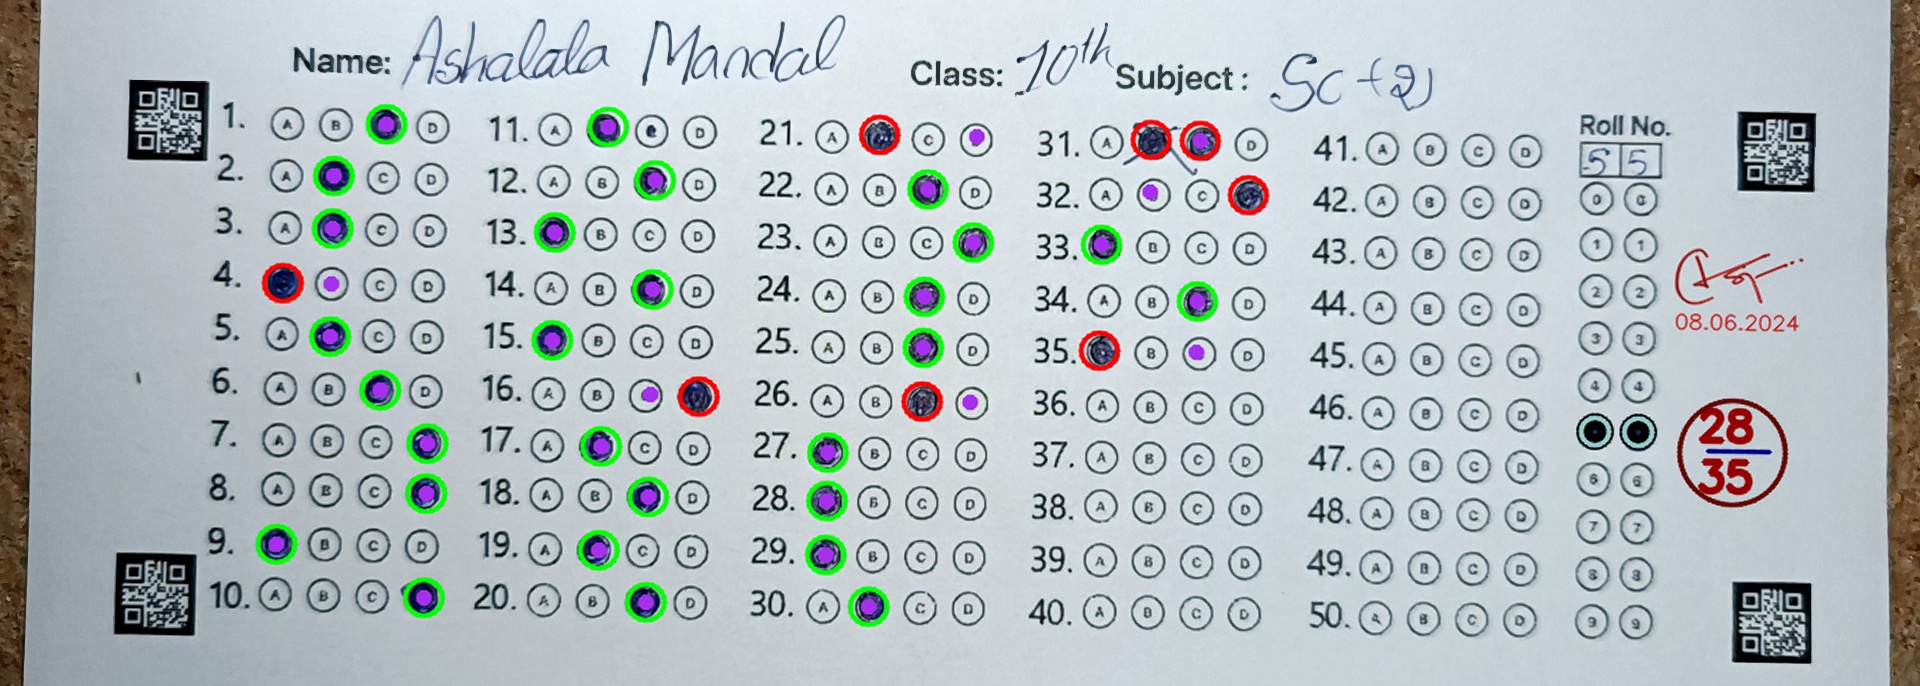 Name: Ashalala Mandal Class: 10th Subject: Sc +2)
1. A B D
2. A C D
3. A C D
4. C D
5. A C D
6. A B D
7. A B C
8. A B C
9. B C D
10. A B C
11. A D
12. A B D
13. B C D
14. A B D
15. B C D
16. A B
17. A C D
18. A B D
19. A C D
20. A B D
21. A C
22. A B D
23. A B C
24. A B D
25. A B D
26. A B
27. B C D
28. B C D
29. B C D
30. A C D
31. A D
32. A C
33. B C D
34. A B D
35. B D
36. A B C D
37. A B C D
38. A B C D
39. A B C D
40. A B C D
41. A B C D
42. A B C D
43. A B C D
44. A B C D
45. A B C D
46. A B C D
47. A B C D
48. A B C D
49. A B C D
50. A B C D
Roll No.
5 5
0 0
1 1
2 2
3 3
4 4
6 6
7 7
8 8
9 9
08.06.2024
28
35